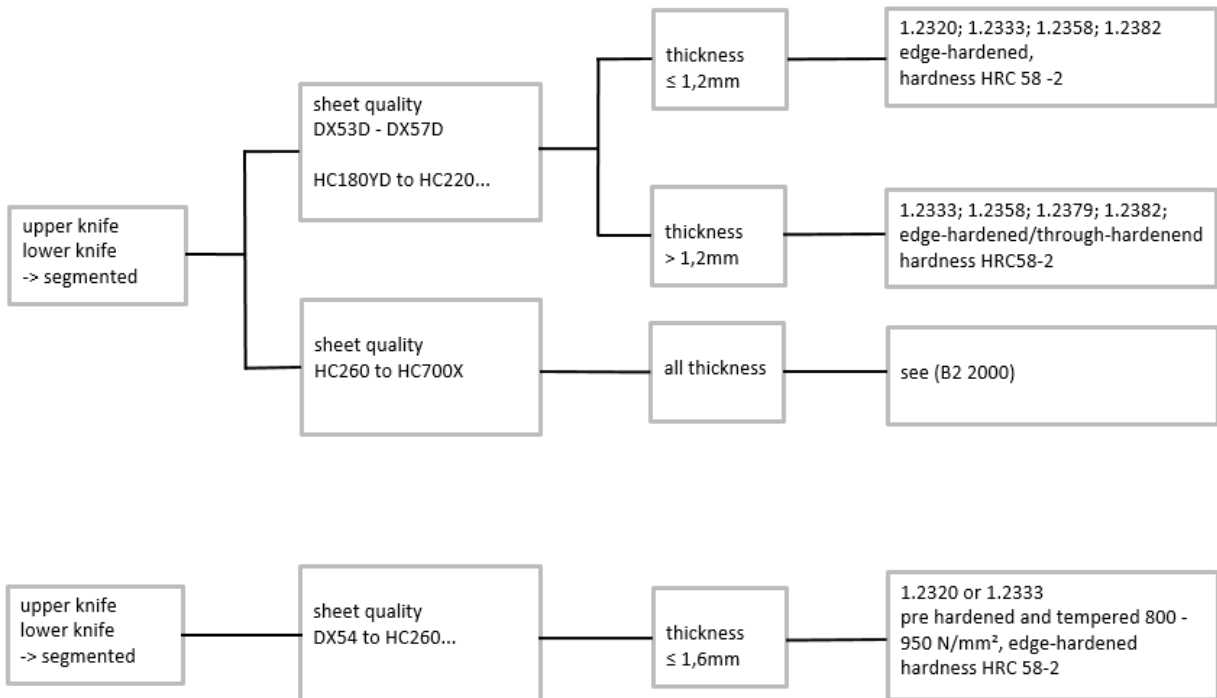 upper knife
lower knife
-> segmented
sheet quality
DX53D - DX57D
HC180YD to HC220...
thickness
≤ 1,2mm
1.2320; 1.2333; 1.2358; 1.2382
edge-hardened,
hardness HRC 58 -2
thickness
> 1,2mm
1.2333; 1.2358; 1.2379; 1.2382;
edge-hardened/through-hardenend
hardness HRC58-2
sheet quality
HC260 to HC700X
all thickness
see (B2 2000)
upper knife
lower knife
-> segmented
sheet quality
DX54 to HC260...
thickness
≤ 1,6mm
1.2320 or 1.2333
pre hardened and tempered 800 -
950 N/mm², edge-hardened
hardness HRC 58-2